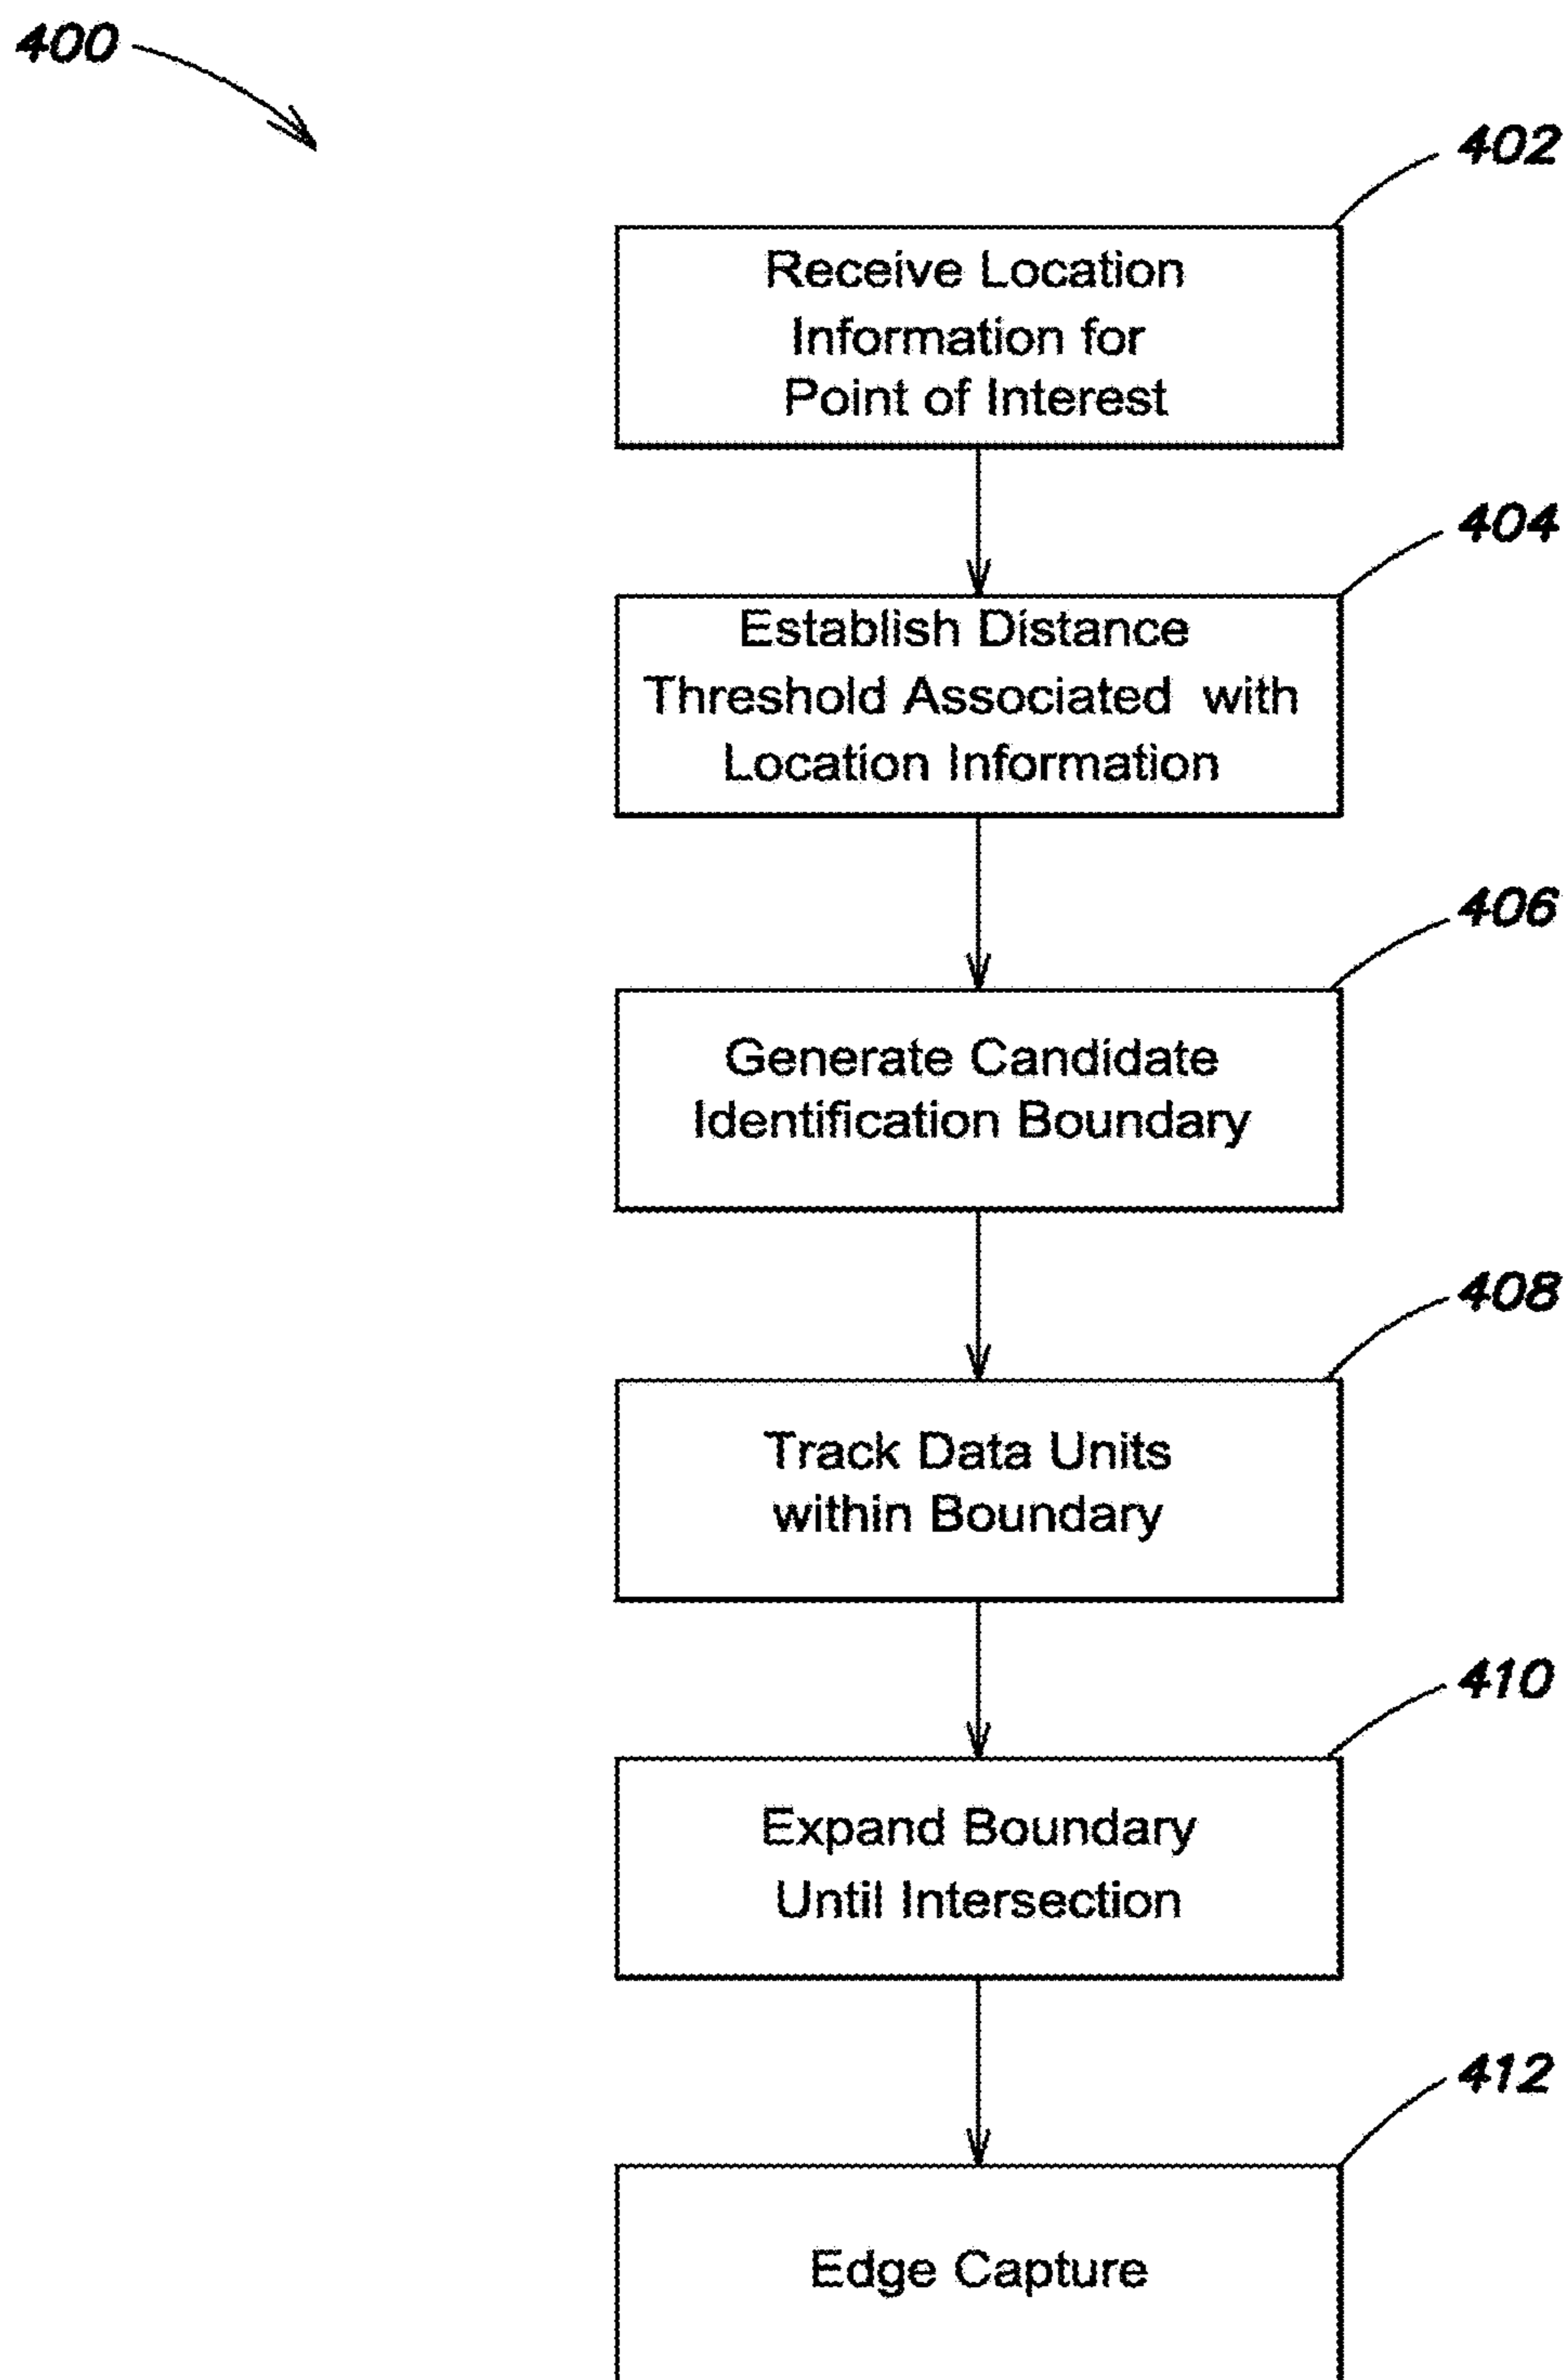 400
402
Receive Location
Information for
Point of Interest
404
Establish Distance
Threshold Associated with
Location Information
406
Generate Candidate
Identification Boundary
408
Track Data Units
within Boundary
410
Expand Boundary
Until Intersection
412
Edge Capture